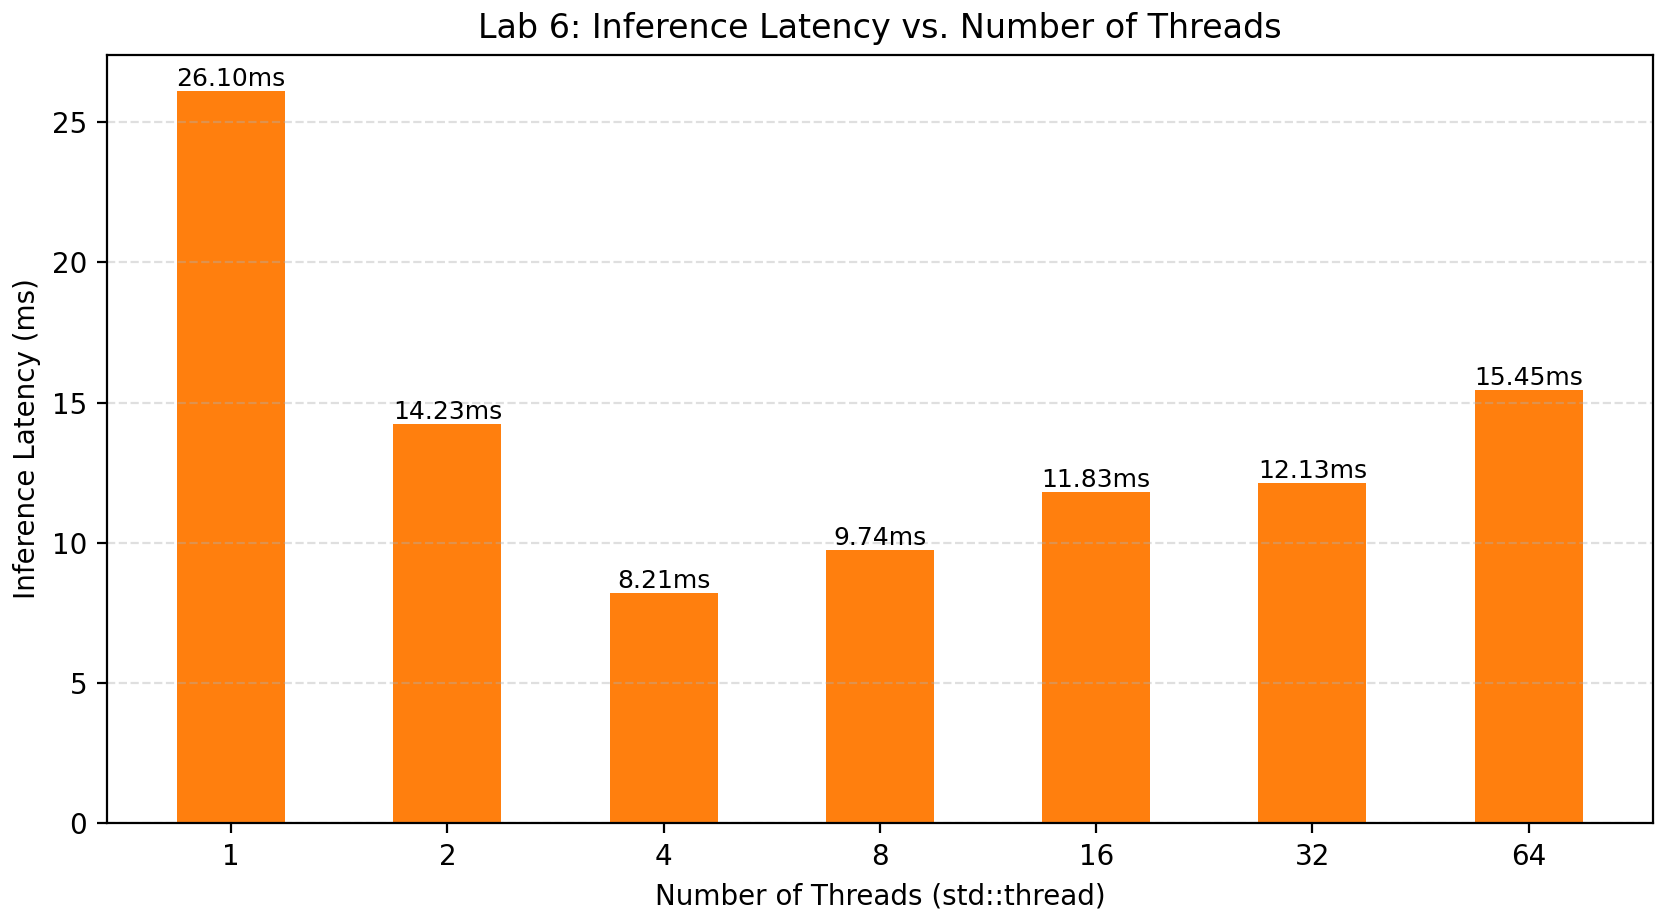 Lab 6: Inference Latency vs. Number of Threads
Inference Latency (ms)
25
20
15
10
5
0
26.10ms
14.23ms
8.21ms
9.74ms
11.83ms
12.13ms
15.45ms
1 2 4 8 16 32 64
Number of Threads (std::thread)